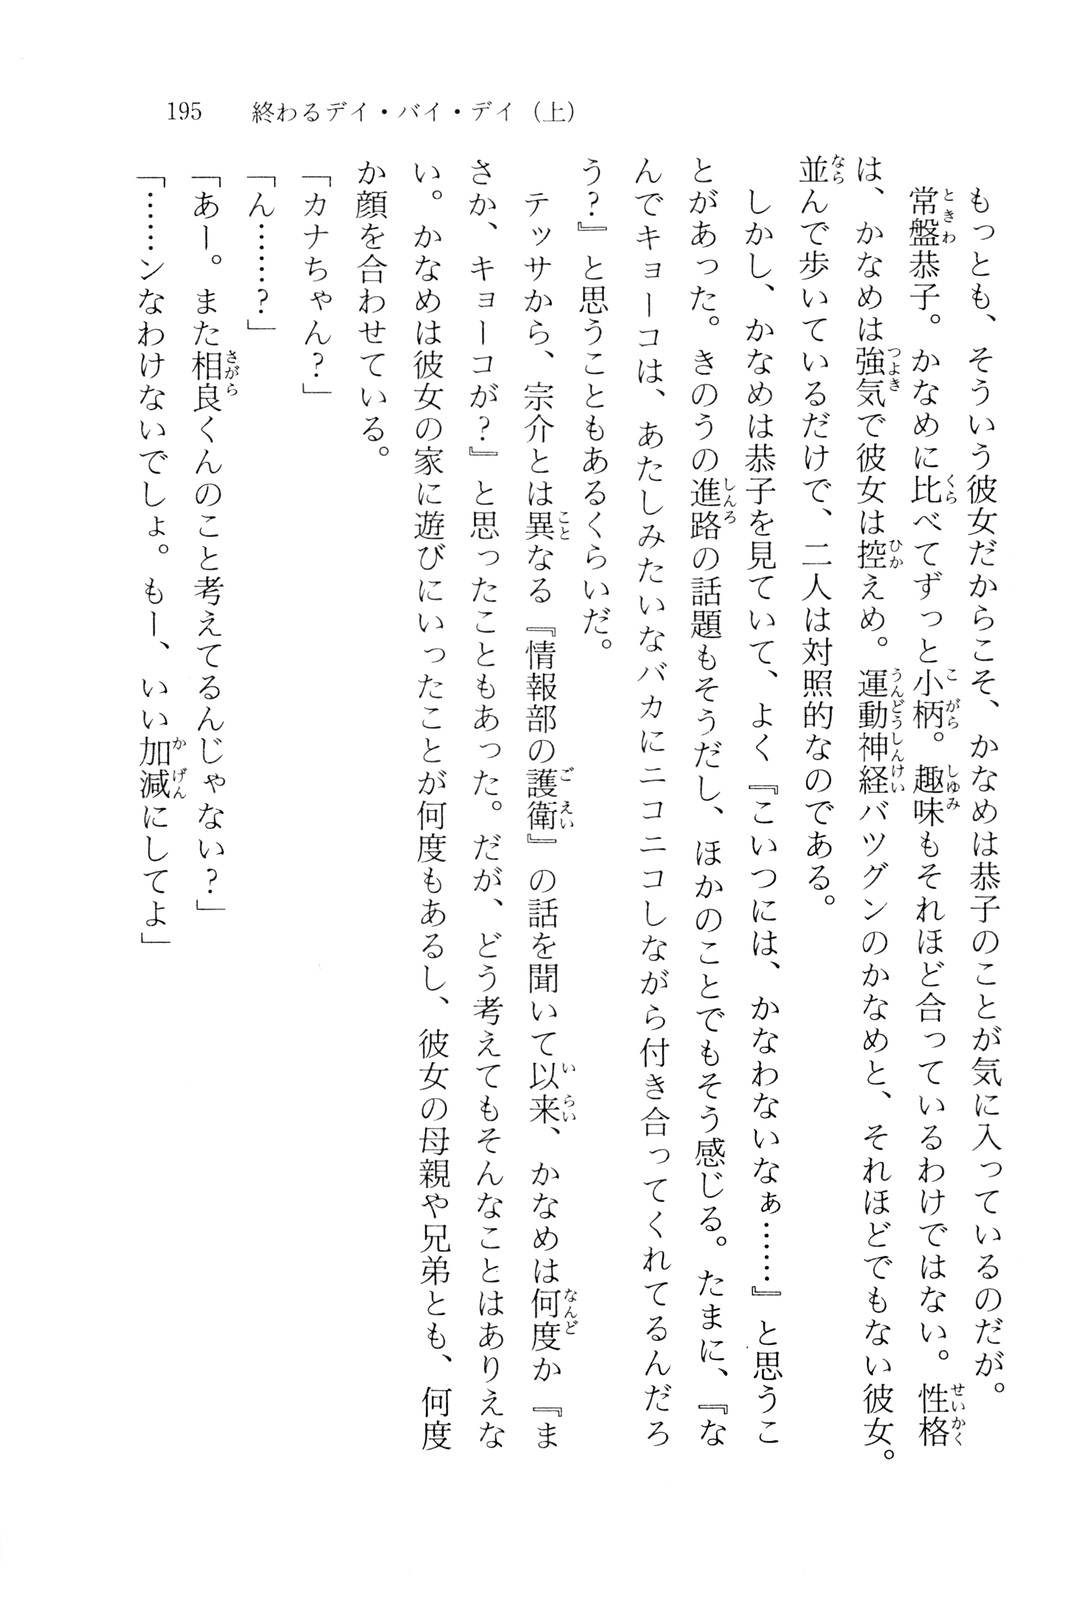 195　終わるデイ・バイ・デイ（上）
もっとも、そういう彼女だからこそ、かなめは恭子のことが気に入っているのだが。
常盤恭子。かなめに比べてずっと小柄。趣味もそれほど合っているわけではない。性格
は、かなめは強気で彼女は控えめ。運動神経バツグンのかなめと、それほどでもない彼女。
並んで歩いているだけで、二人は対照的なのである。
しかし、かなめは恭子を見ていて、よく『こいつには、かなわないなぁ……』と思うこ
とがあった。きのうの進路の話題もそうだし、ほかのことでもそう感じる。たまに、『な
んでキョーコは、あたしみたいなバカにニコニコしながら付き合ってくれてるんだろ
う？』と思うこともあるくらいだ。
テッサから、宗介とは異なる『情報部の護衛』の話を聞いて以来、かなめは何度か『ま
さか、キョーコが？』と思ったこともあった。だが、どう考えてもそんなことはありえな
い。かなめは彼女の家に遊びにいったことが何度もあるし、彼女の母親や兄弟とも、何度
か顔を合わせている。
「カナちゃん？」
「ん………？」
「あー。また相良くんのこと考えてるんじゃない？」
「……ンなわけないでしょ。もー、いい加減にしてよ」